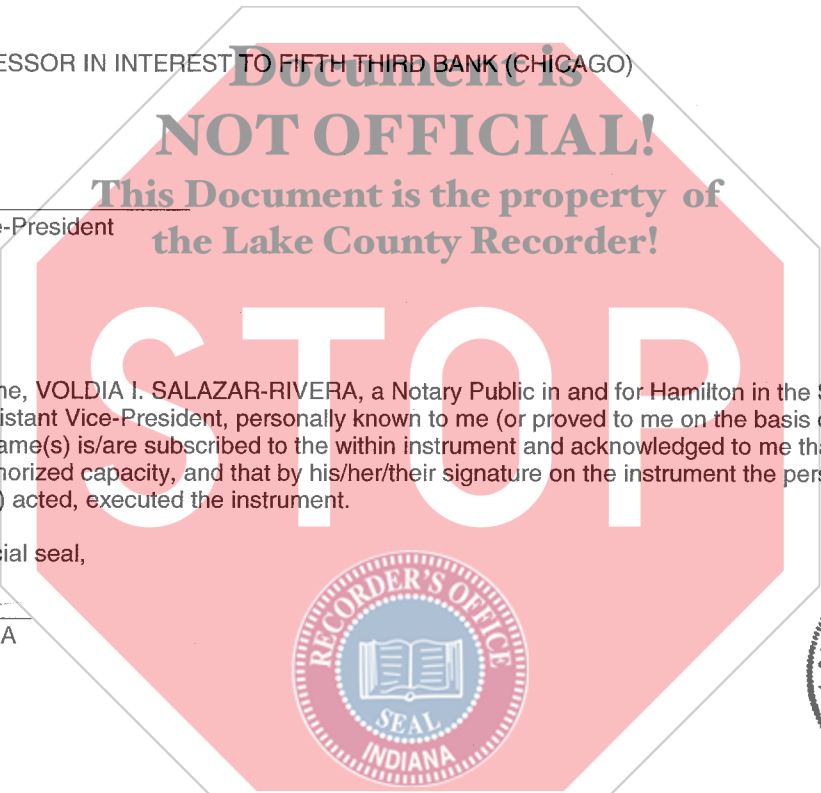 ESSOR IN INTEREST TO FIFTH THIRD BANK (CHICAGO)
Document is
NOT OFFICIAL!
This Document is the property of
e-President
the Lake County Recorder!
STOP
ne, VOLDIA I. SALAZAR-RIVERA, a Notary Public in and for Hamilton in the S
istant Vice-President, personally known to me (or proved to me on the basis o
ame(s) is/are subscribed to the within instrument and acknowledged to me tha
horized capacity, and that by his/her/their signature on the instrument the pers
) acted, executed the instrument.
cial seal,
A
RECORDER'S OFFICE
SEAL
INDIANA